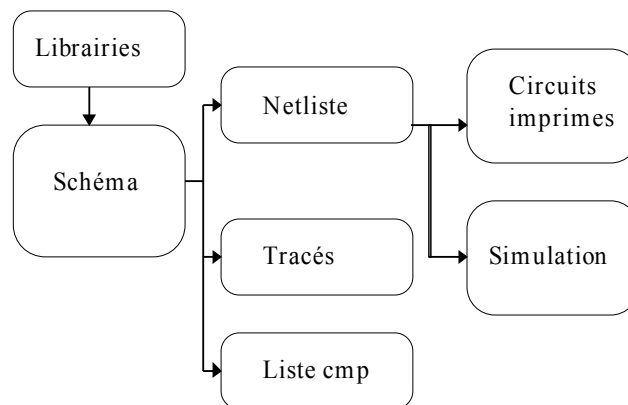 Librairies
Schéma
Netliste
Tracés
Liste cmp
Circuits
imprimes
Simulation